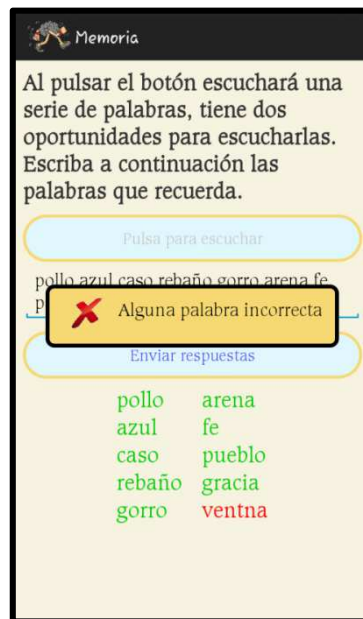 Memoria
Al pulsar el botón escuchará una
serie de palabras, tiene dos
oportunidades para escucharlas.
Escriba a continuación las
palabras que recuerda.
Pulsa para escuchar
pollo azul caso rebaño gorro arena fe
Alguna palabra incorrecta
Enviar respuestas
pollo arena
azul fe
caso pueblo
rebaño gracia
gorro ventna